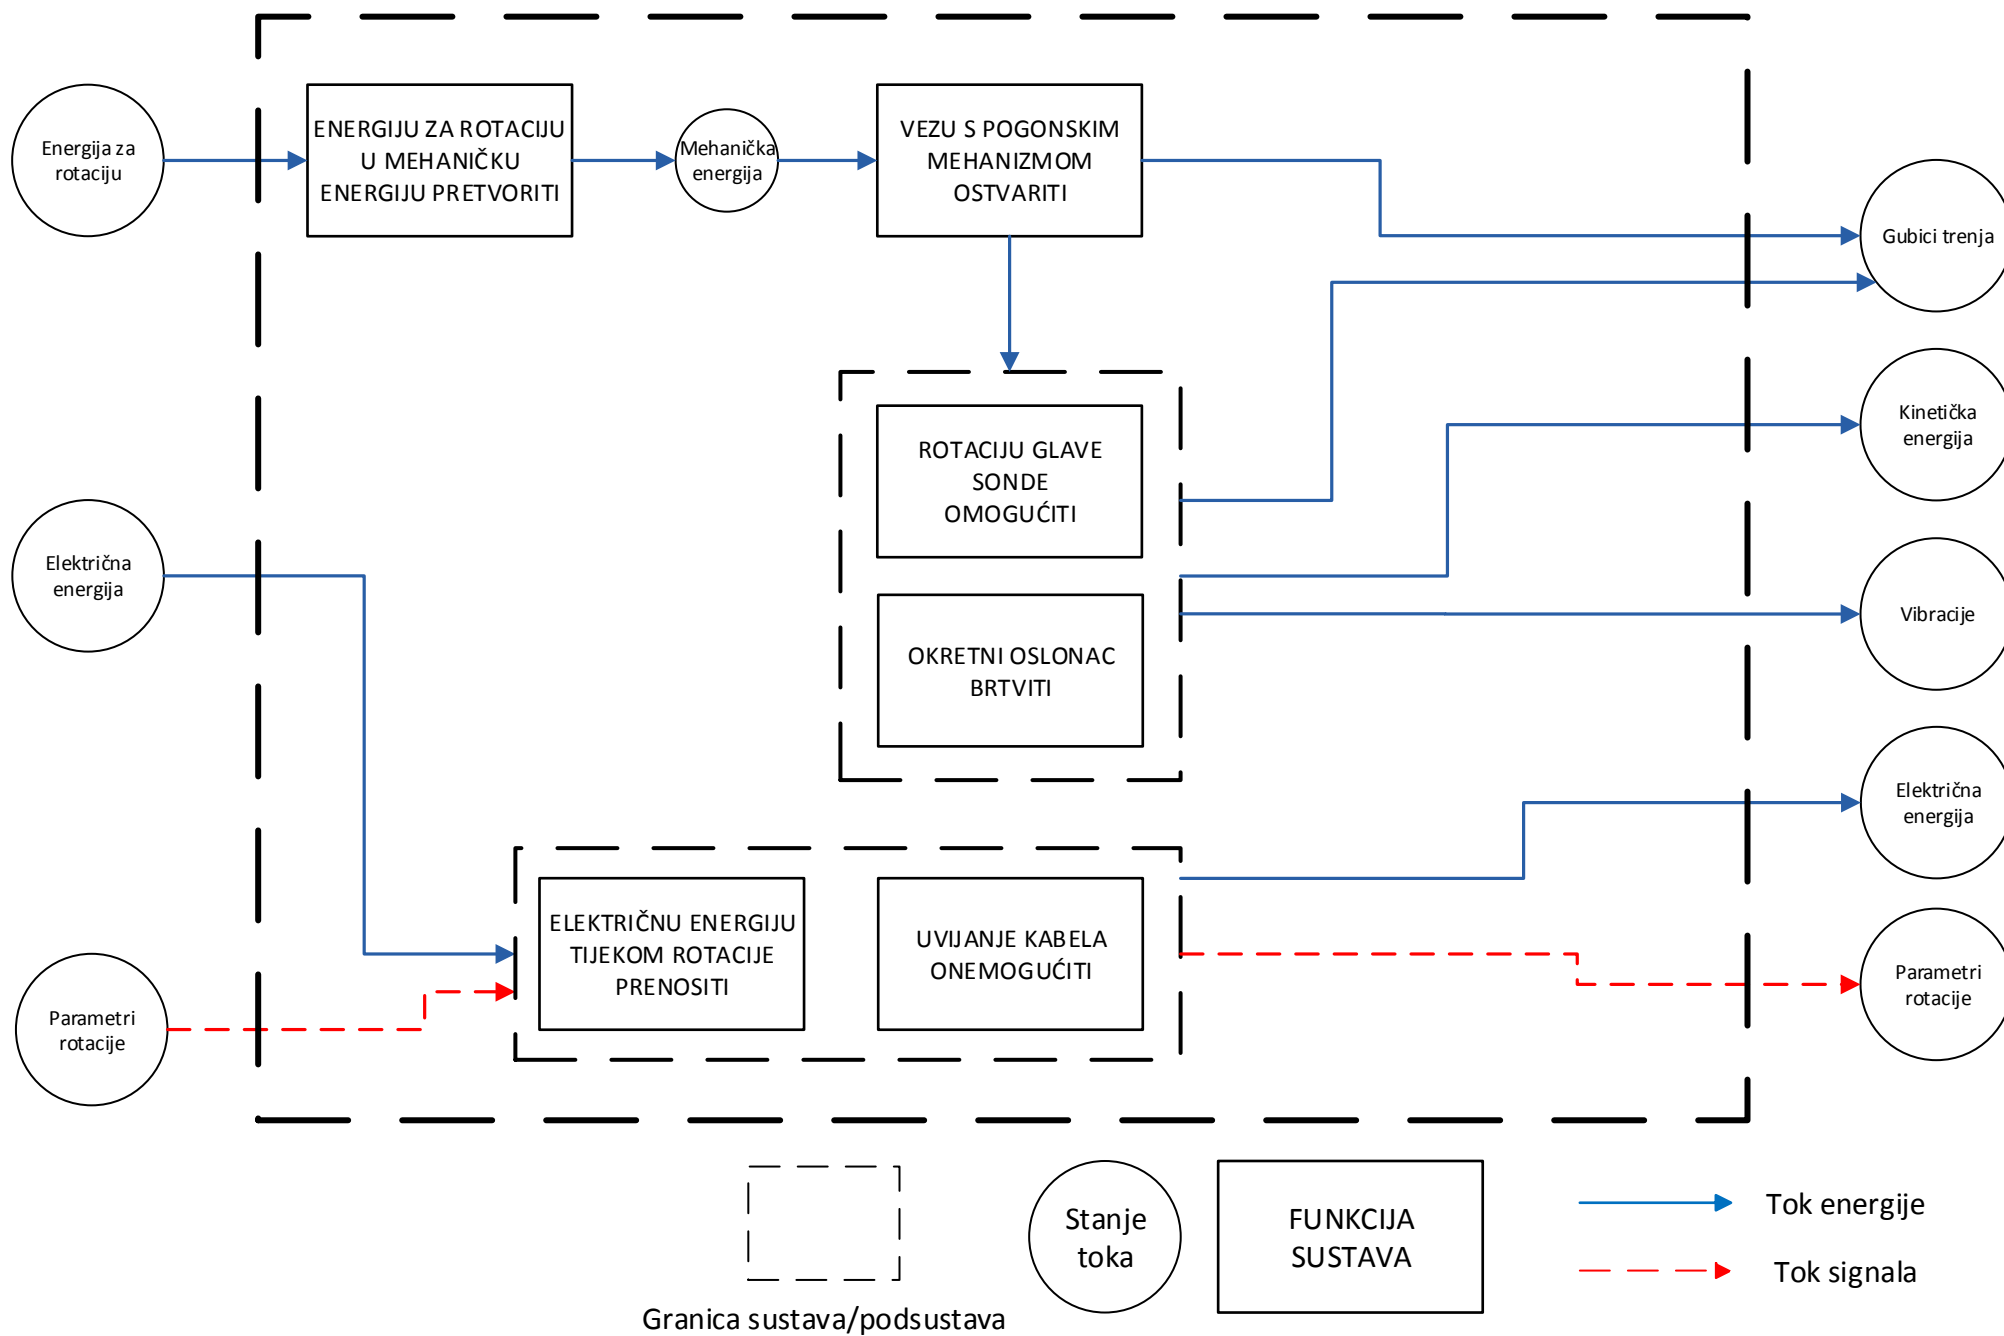 Energija za
rotaciju
ENERGIJU ZA ROTACIJU
U MEHANIČKU
ENERGIJU PRETVORITI
Mehanička
energija
VEZU S POGONSKIM
MEHANIZMOM
OSTVARITI
Gubici trenja
Kinetička
energija
ROTACIJU GLAVE
SONDE
OMOGUĆITI
Električna
energija
Vibracije
OKRETNI OSLONAC
BRTVITI
Električna
energija
ELEKTRIČNU ENERGIJU
TIJEKOM ROTACIJE
PRENOSITI
UVIJANJE KABELA
ONEMOGUĆITI
Parametri
rotacije
Parametri
rotacije
Granica sustava/podsustava
Stanje
toka
FUNKCIJA
SUSTAVA
Tok energije
Tok signala